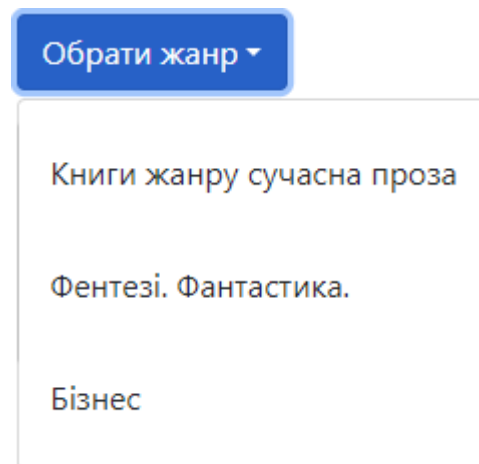 Обрати жанр
Книги жанру сучасна проза
Фентезі. Фантастика.
Бізнес